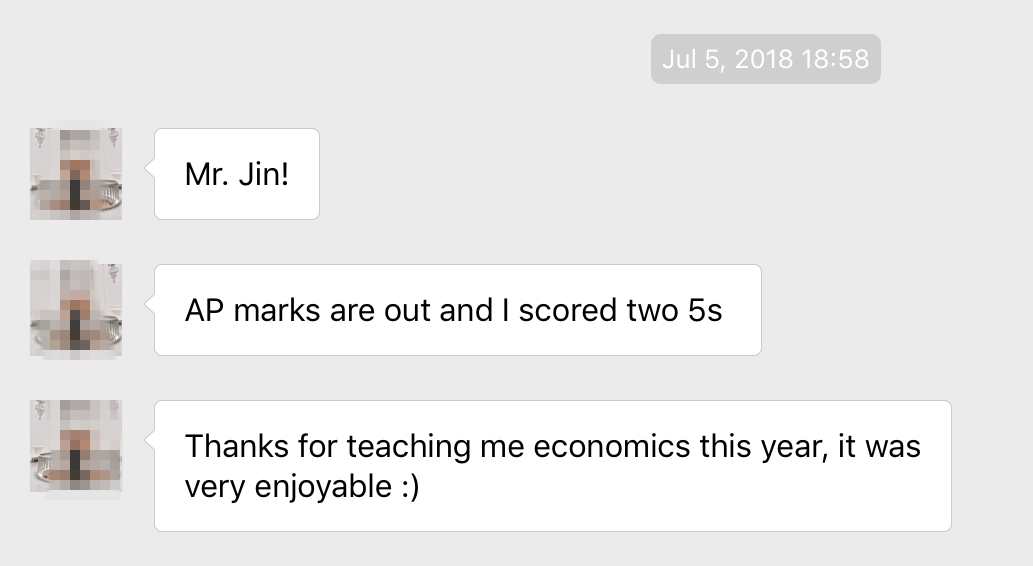 Jul 5, 2018 18:58
Mr. Jin!
AP marks are out and I scored two 5s
Thanks for teaching me economics this year, it was
very enjoyable :)